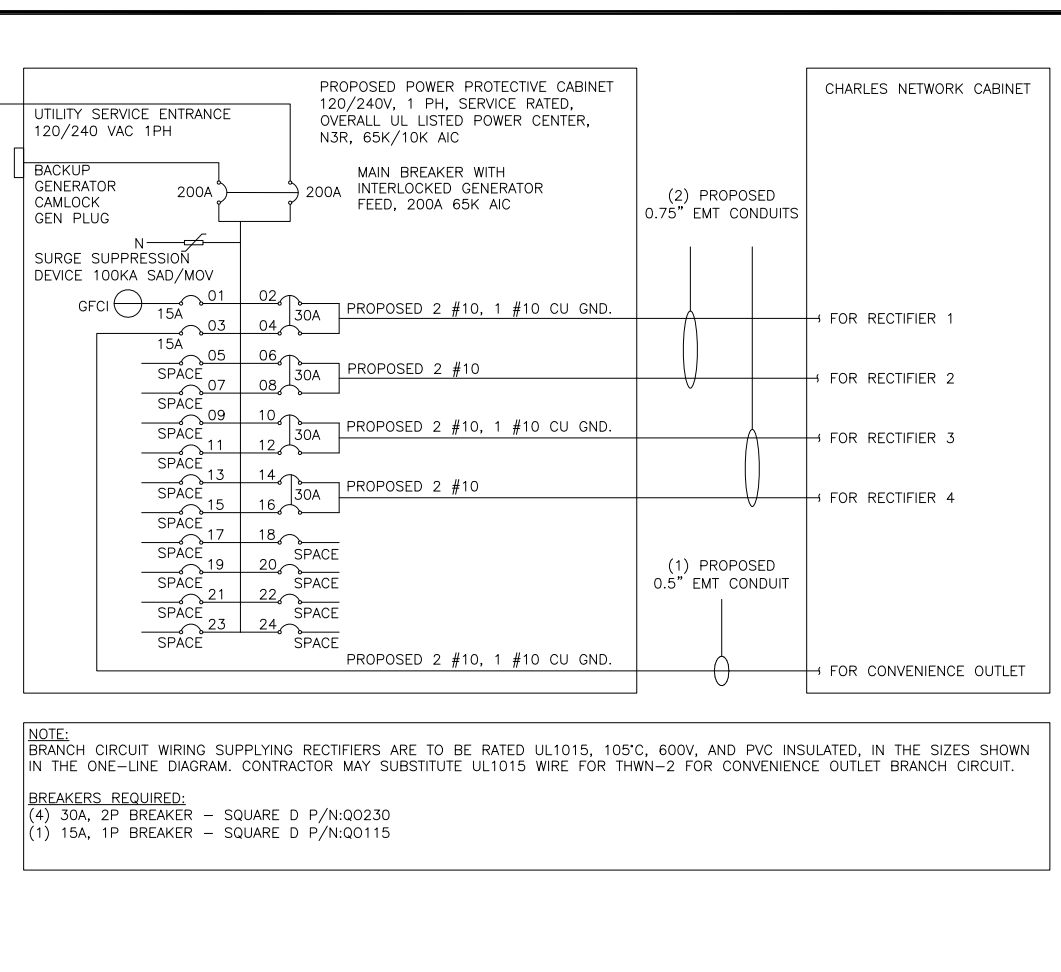 PROPOSED POWER PROTECTIVE CABINET
120/240V, 1 PH, SERVICE RATED,
OVERALL UL LISTED POWER CENTER,
N3R, 65K/10K AIC
CHARLES NETWORK CABINET
UTILITY SERVICE ENTRANCE
120/240 VAC 1PH
BACKUP
GENERATOR
CAMLOCK
GEN PLUG
200A
200A
MAIN BREAKER WITH
INTERLOCKED GENERATOR
FEED, 200A 65K AIC
(2) PROPOSED
0.75" EMT CONDUITS
N
SURGE SUPPRESSION
DEVICE 100KA SAD/MOV
GFCI
15A
01
02
30A
PROPOSED 2 #10, 1 #10 CU GND.
FOR RECTIFIER 1
15A
03
04
SPACE
05
06
30A
PROPOSED 2 #10
FOR RECTIFIER 2
SPACE
07
08
SPACE
09
10
30A
PROPOSED 2 #10, 1 #10 CU GND.
FOR RECTIFIER 3
SPACE
11
12
SPACE
13
14
30A
PROPOSED 2 #10
FOR RECTIFIER 4
SPACE
15
16
SPACE
17
18
SPACE
SPACE
19
20
SPACE
SPACE
21
22
SPACE
SPACE
23
24
SPACE
(1) PROPOSED
0.5" EMT CONDUIT
PROPOSED 2 #10, 1 #10 CU GND.
FOR CONVENIENCE OUTLET
NOTE:
BRANCH CIRCUIT WIRING SUPPLYING RECTIFIERS ARE TO BE RATED UL1015, 105°C, 600V, AND PVC INSULATED, IN THE SIZES SHOWN
IN THE ONE-LINE DIAGRAM. CONTRACTOR MAY SUBSTITUTE UL1015 WIRE FOR THWN-2 FOR CONVENIENCE OUTLET BRANCH CIRCUIT.
BREAKERS REQUIRED:
(4) 30A, 2P BREAKER - SQUARE D P/N:QO230
(1) 15A, 1P BREAKER - SQUARE D P/N:QO115